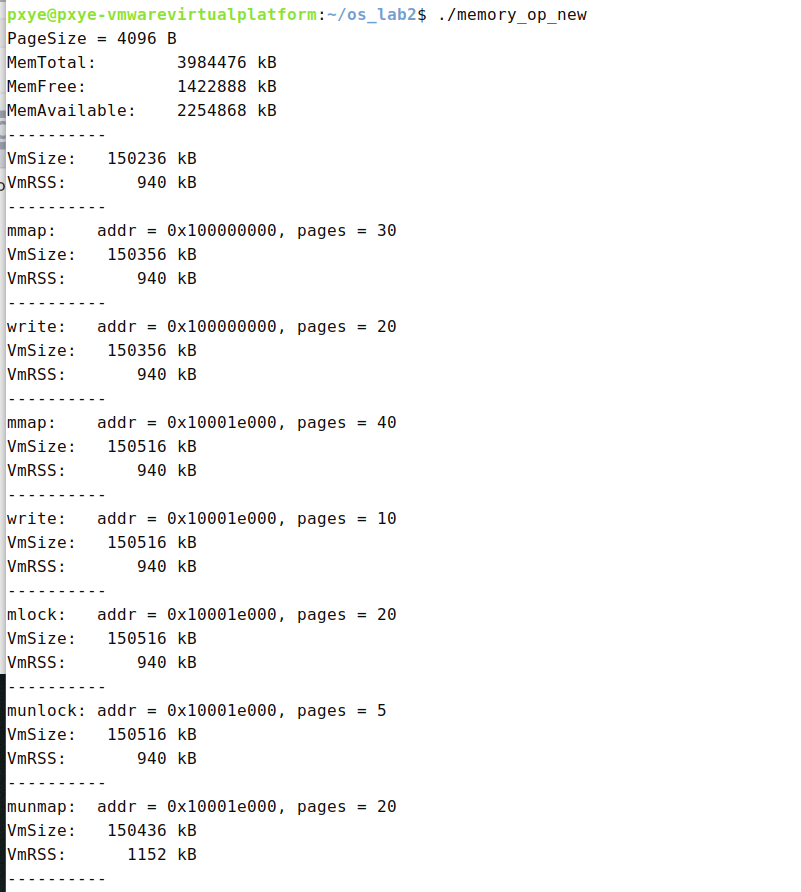 pxye@pxye-vmwarevirtualplatform:~/os_lab2$ ./memory_op_new
PageSize = 4096 B
MemTotal:        3984476 kB
MemFree:         1422888 kB
MemAvailable:    2254868 kB
----------
VmSize:   150236 kB
VmRSS:       940 kB
----------
mmap:    addr = 0x100000000, pages = 30
VmSize:   150356 kB
VmRSS:       940 kB
----------
write:   addr = 0x100000000, pages = 20
VmSize:   150356 kB
VmRSS:       940 kB
----------
mmap:    addr = 0x10001e000, pages = 40
VmSize:   150516 kB
VmRSS:       940 kB
----------
write:   addr = 0x10001e000, pages = 10
VmSize:   150516 kB
VmRSS:       940 kB
----------
mlock:   addr = 0x10001e000, pages = 20
VmSize:   150516 kB
VmRSS:       940 kB
----------
munlock: addr = 0x10001e000, pages = 5
VmSize:   150516 kB
VmRSS:       940 kB
----------
munmap:  addr = 0x10001e000, pages = 20
VmSize:   150436 kB
VmRSS:      1152 kB
----------